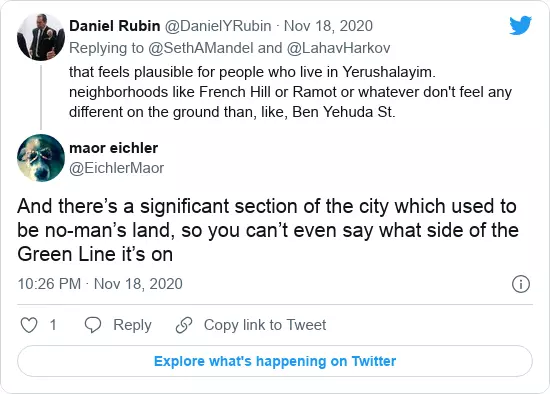 Daniel Rubin @DanielYRubin · Nov 18, 2020
Replying to @SethAMandel and @LahavHarkov
that feels plausible for people who live in Yerushalayim.
neighborhoods like French Hill or Ramot or whatever don't feel any
different on the ground than, like, Ben Yehuda St.
maor eichler
@EichlerMaor
And there’s a significant section of the city which used to
be no-man’s land, so you can’t even say what side of the
Green Line it’s on
10:26 PM · Nov 18, 2020
1 Reply Copy link to Tweet
Explore what's happening on Twitter